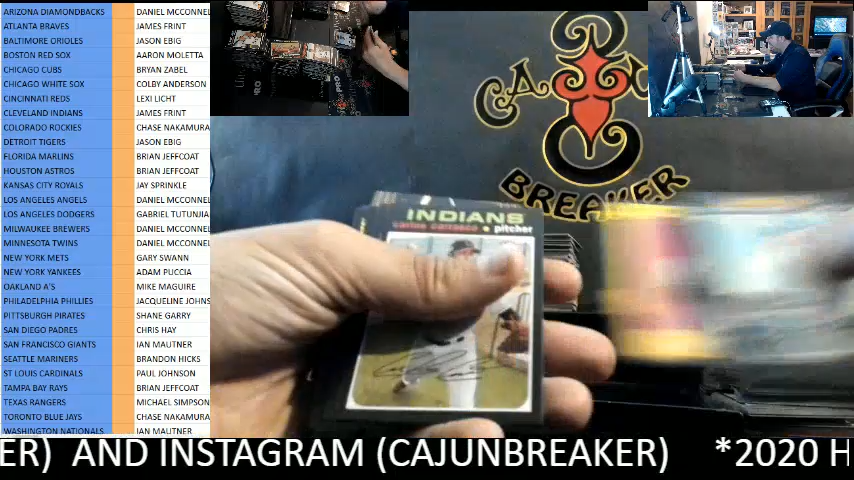 ARIZONA DIAMONDBACKS DANIEL MCCONNEL
ATLANTA BRAVES JAMES FRINT
BALTIMORE ORIOLES JASON EBIG
BOSTON RED SOX AARON MOLETTA
CHICAGO CUBS BRYAN ZABEL
CHICAGO WHITE SOX COLBY ANDERSON
CINCINNATI REDS LEXI LICHT
CLEVELAND INDIANS JAMES FRINT
COLORADO ROCKIES CHASE NAKAMURA
DETROIT TIGERS JASON EBIG
FLORIDA MARLINS BRIAN JEFFCOAT
HOUSTON ASTROS BRIAN JEFFCOAT
KANSAS CITY ROYALS JAY SPRINKLE
LOS ANGELES ANGELS DANIEL MCCONNEL
LOS ANGELES DODGERS GABRIEL TUTUNJIA
MILWAUKEE BREWERS DANIEL MCCONNEL
MINNESOTA TWINS DANIEL MCCONNEL
NEW YORK METS GARY SWANN
NEW YORK YANKEES ADAM PUCCIA
OAKLAND A'S MIKE MAGUIRE
PHILADELPHIA PHILLIES JACQUELINE JOHNS
PITTSBURGH PIRATES SHANE GARRY
SAN DIEGO PADRES CHRIS HAY
SAN FRANCISCO GIANTS IAN MAUTNER
SEATTLE MARINERS BRANDON HICKS
ST LOUIS CARDINALS PAUL JOHNSON
TAMPA BAY RAYS BRIAN JEFFCOAT
TEXAS RANGERS MICHAEL SIMPSON
TORONTO BLUE JAYS CHASE NAKAMURA
WASHINGTON NATIONALS IAN MAUTNER
BREAKER
INDIANS
carlos carrasco • pitcher
ER) AND INSTAGRAM (CAJUNBREAKER) *2020 H